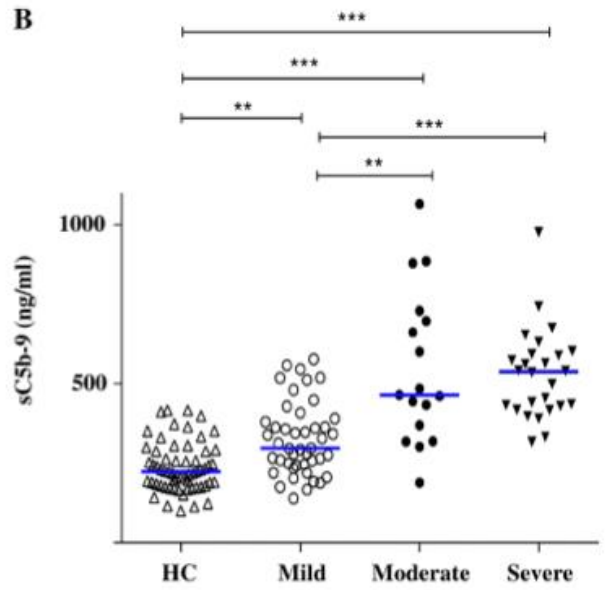 B
***
***
**
***
**
1000
500
sC5b-9 (ng/ml)
HC Mild Moderate Severe